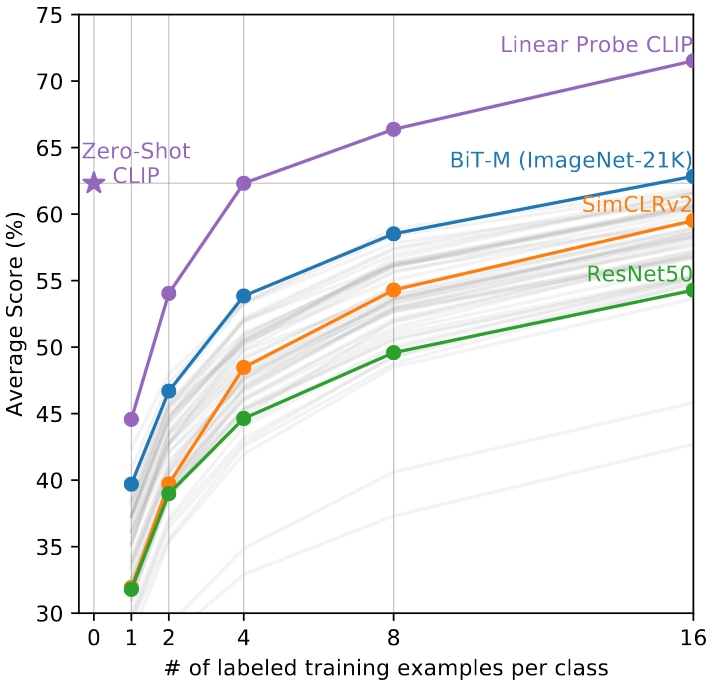 75
70
65
60
55
50
45
40
35
30
Average Score (%)
Linear Probe CLIP
Zero-Shot
CLIP
BiT-M (ImageNet-21K)
SimCLRv2
ResNet50
0 1 2 4 8 16
# of labeled training examples per class